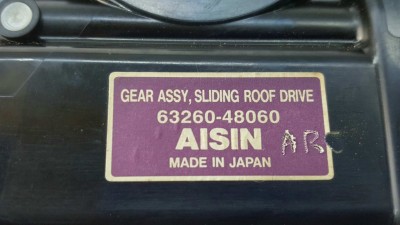 GEAR ASSY, SLIDING ROOF DRIVE
63260-48060
AISIN
MADE IN JAPAN